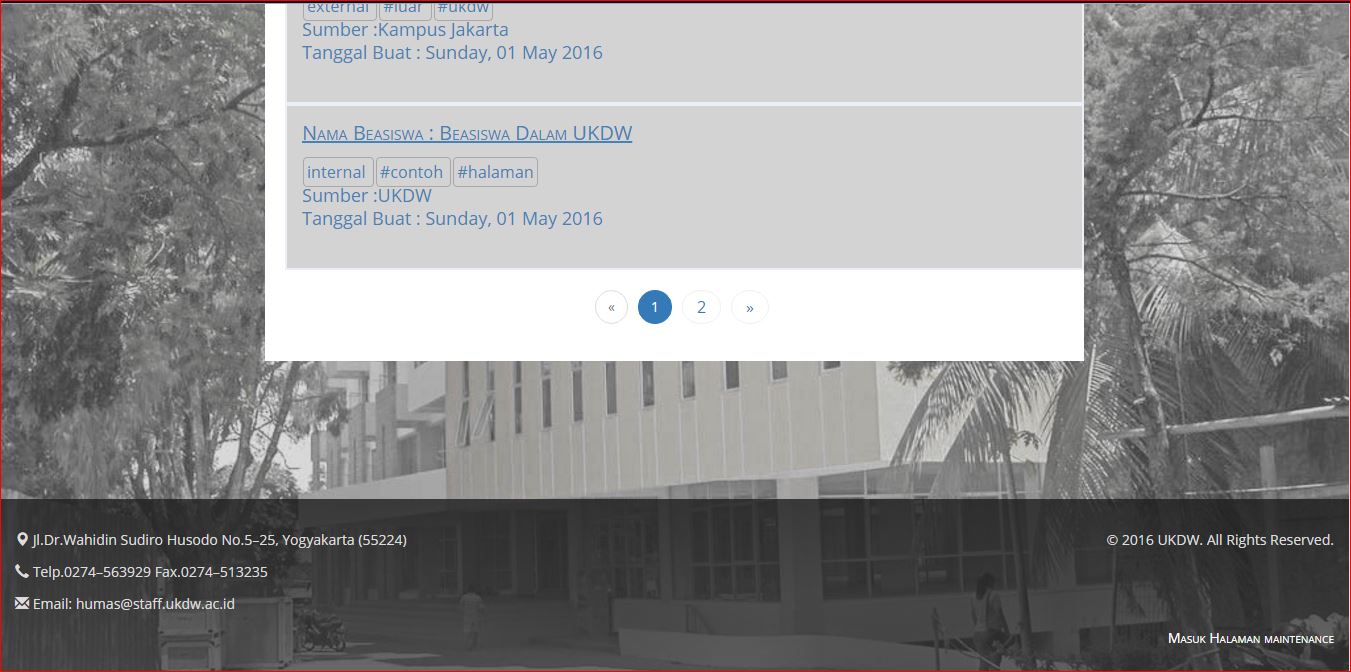 external #luar #ukdw
Sumber :Kampus Jakarta
Tanggal Buat : Sunday, 01 May 2016
Nama Beasiswa : Beasiswa Dalam UKDW
internal #contoh #halaman
Sumber :UKDW
Tanggal Buat : Sunday, 01 May 2016
« 1 2 »
Jl.Dr.Wahidin Sudiro Husodo No.5–25, Yogyakarta (55224)
© 2016 UKDW. All Rights Reserved.
Telp.0274–563929 Fax.0274–513235
Email: humas@staff.ukdw.ac.id
Masuk Halaman maintenance